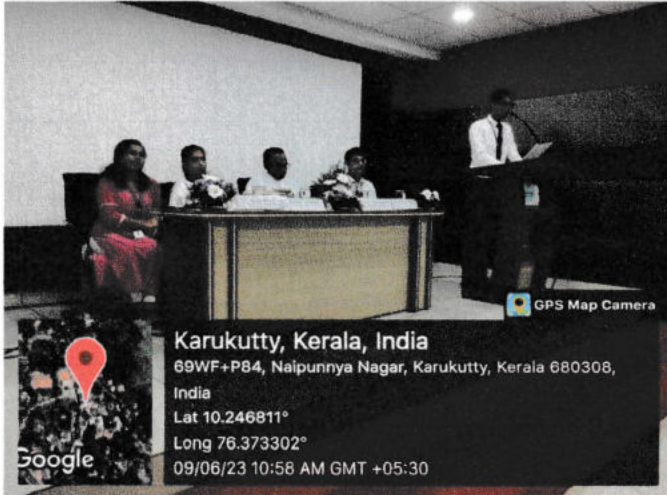 GPS Map Camera
Karukutty, Kerala, India
69WF+P84, Naipunnya Nagar, Karukutty, Kerala 680308,
India
Lat 10.246811°
Long 76.373302°
09/06/23 10:58 AM GMT +05:30
Google